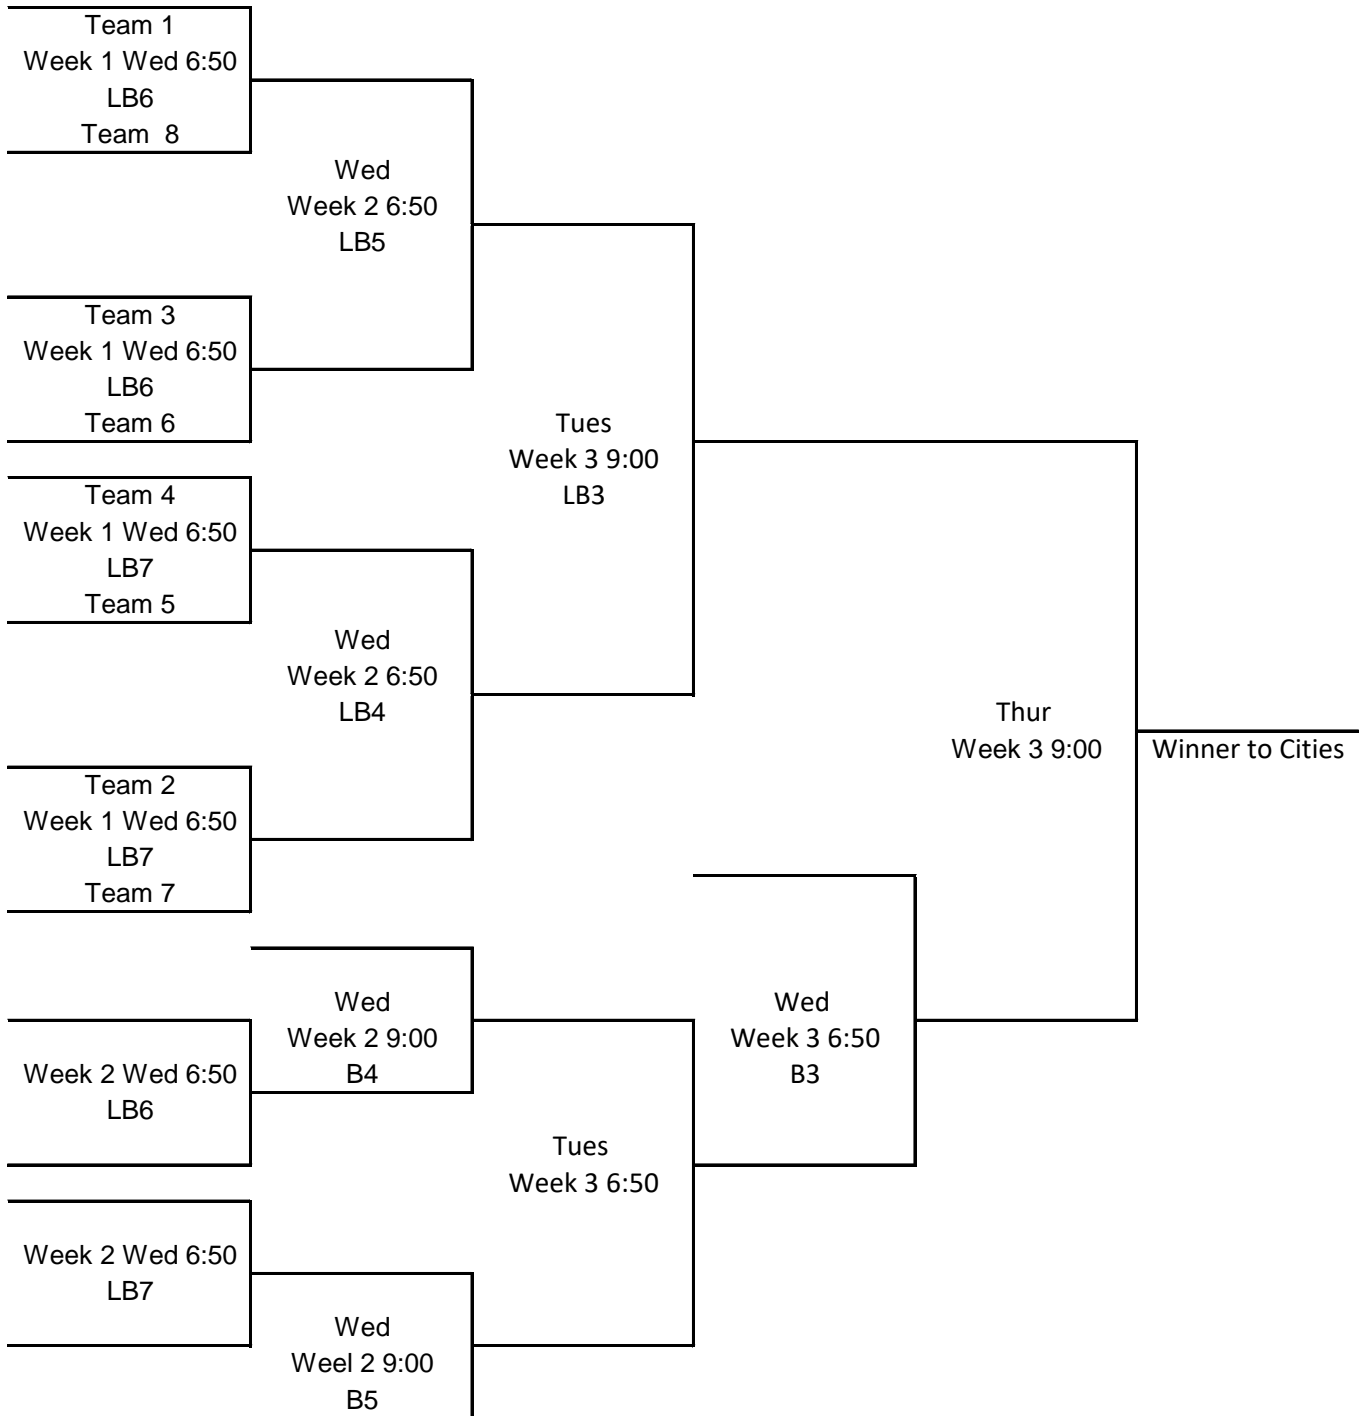 Team 1
Week 1 Wed 6:50
LB6
Team 8
Wed
Week 2 6:50
LB5
Team 3
Week 1 Wed 6:50
LB6
Team 6
Tues
Week 3 9:00
LB3
Team 4
Week 1 Wed 6:50
LB7
Team 5
Wed
Week 2 6:50
LB4
Thur
Week 3 9:00
Winner to Cities
Team 2
Week 1 Wed 6:50
LB7
Team 7
Wed
Week 2 9:00
B4
Wed
Week 3 6:50
B3
Week 2 Wed 6:50
LB6
Tues
Week 3 6:50
Week 2 Wed 6:50
LB7
Wed
Weel 2 9:00
B5